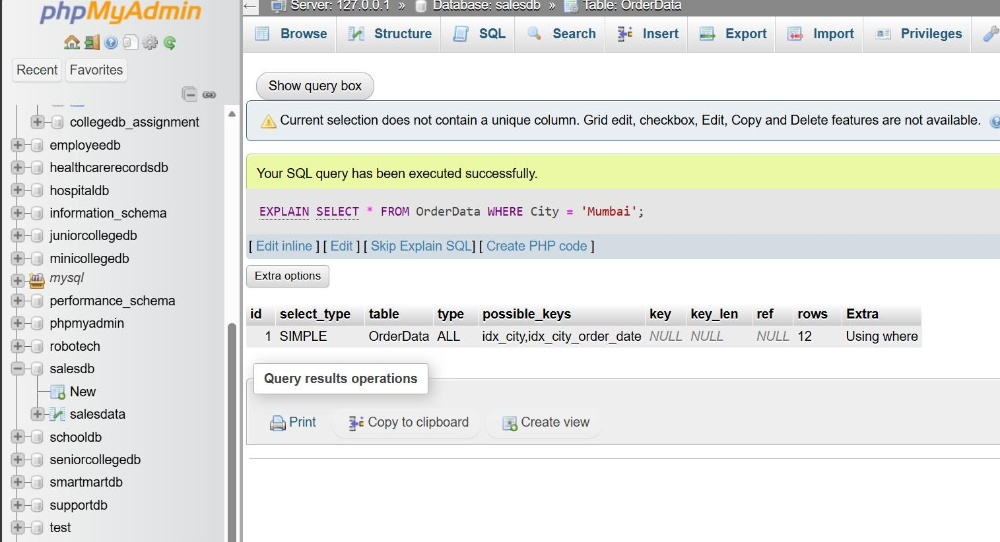 phpMyAdmin
Recent Favorites
collegedb_assignment
employeedb
healthcarerecordsdb
hospitaldb
information_schema
juniorcollegedb
minicollegedb
mysql
performance_schema
phpmyadmin
robotech
salesdb
New
salesdata
schooldb
seniorcollegedb
smartmartdb
supportdb
test
← Server: 127.0.0.1 » Database: salesdb » Table: OrderData
Browse Structure SQL Search Insert Export Import Privileges
Show query box
Current selection does not contain a unique column. Grid edit, checkbox, Edit, Copy and Delete features are not available.
Your SQL query has been executed successfully.
EXPLAIN SELECT * FROM OrderData WHERE City = 'Mumbai';
[ Edit inline ] [ Edit ] [ Skip Explain SQL] [ Create PHP code ]
Extra options
id select_type table type possible_keys key key_len ref rows Extra
1 SIMPLE OrderData ALL idx_city,idx_city_order_date NULL NULL NULL 12 Using where
Query results operations
Print Copy to clipboard Create view